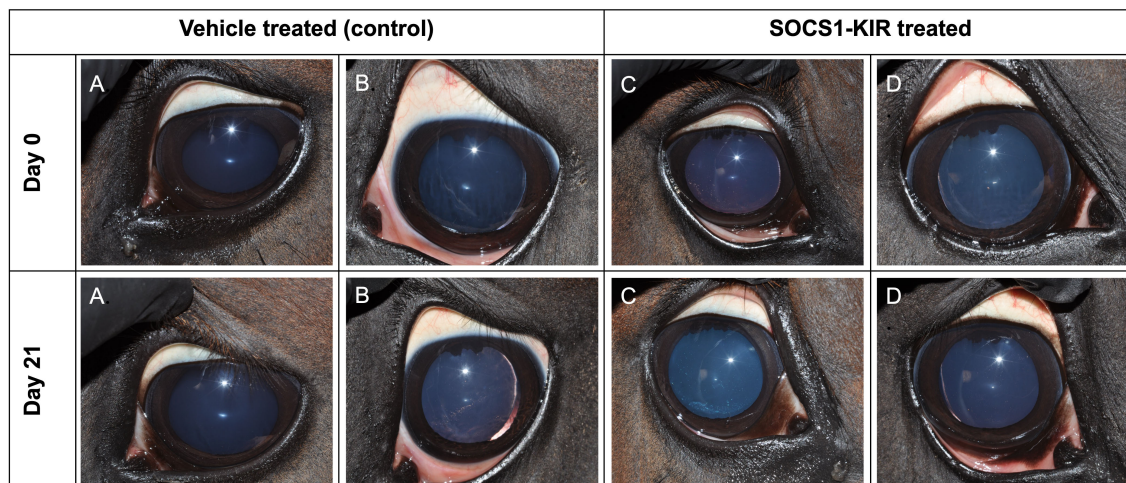 Vehicle treated (control) SOCS1-KIR treated
Day 0
A B C D
Day 21
A. B C D